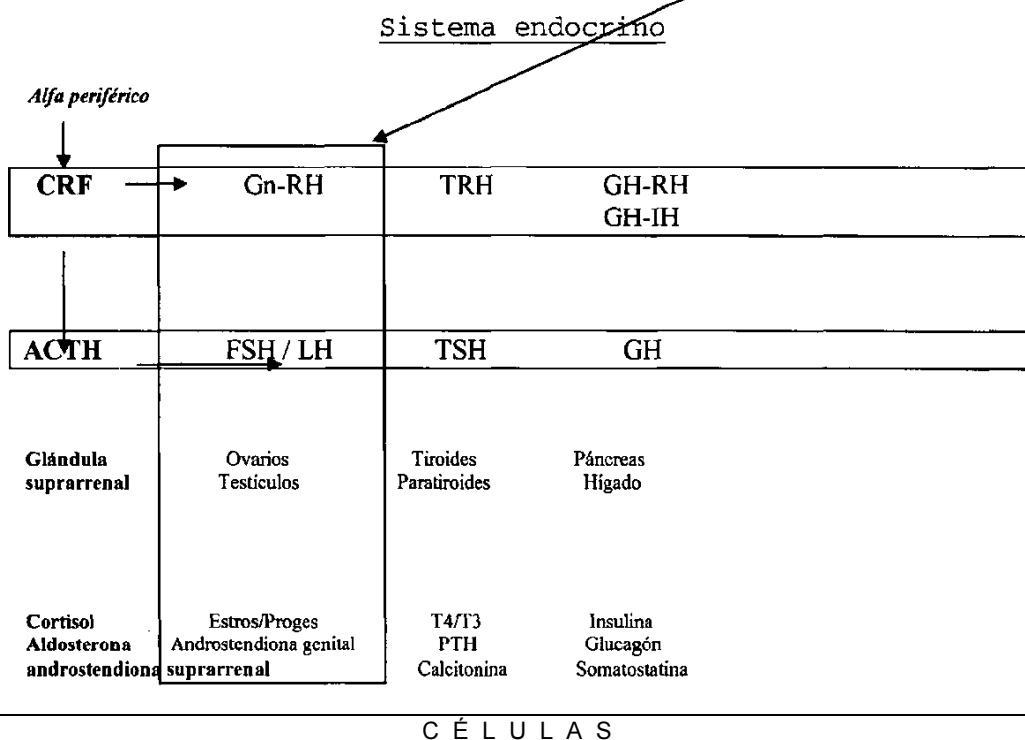 Sistema endocrino
Alfa periférico
CRF Gn-RH TRH GH-RH
GH-IH
ACTH FSH / LH TSH GH
Glándula Ovarios Tiroides Páncreas
suprarrenal Testículos Paratiroides Hígado
Cortisol Estros/Proges T4/T3 Insulina
Aldosterona Androstendiona genital PTH Glucagón
androstendiona suprarrenal Calcitonina Somatostatina
CÉLULAS